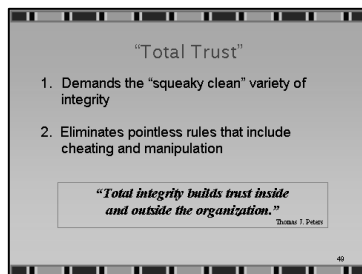 “Total Trust”
1. Demands the “squeaky clean” variety of
integrity
2. Eliminates pointless rules that include
cheating and manipulation
“Total integrity builds trust inside
and outside the organization.”
Thomas J. Peters
49